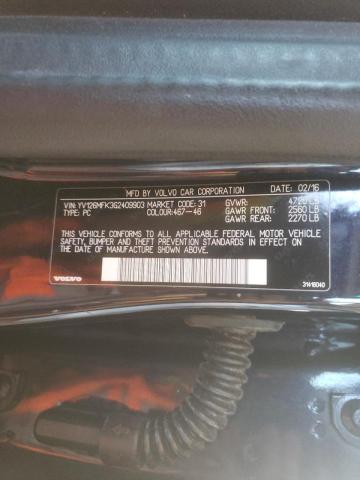 MFD BY VOLVO CAR CORPORATION 02/16
VIN: YV126MFK3G2409903 MARKET CODE: 31 GVWR: LB
TYPE: PC COLOUR:467-46 GAWR FRONT: 2560 LB
GAWR REAR: 2270 LB
THIS VEHICLE CONFORMS TO ALL APPLICABLE FEDERAL MOTOR VEHICLE
SAFETY, BUMPER AND THEFT PREVENTION STANDARDS IN EFFECT ON
THE DATE OF MANUFACTURE SHOWN ABOVE.
VOLVO 31416040